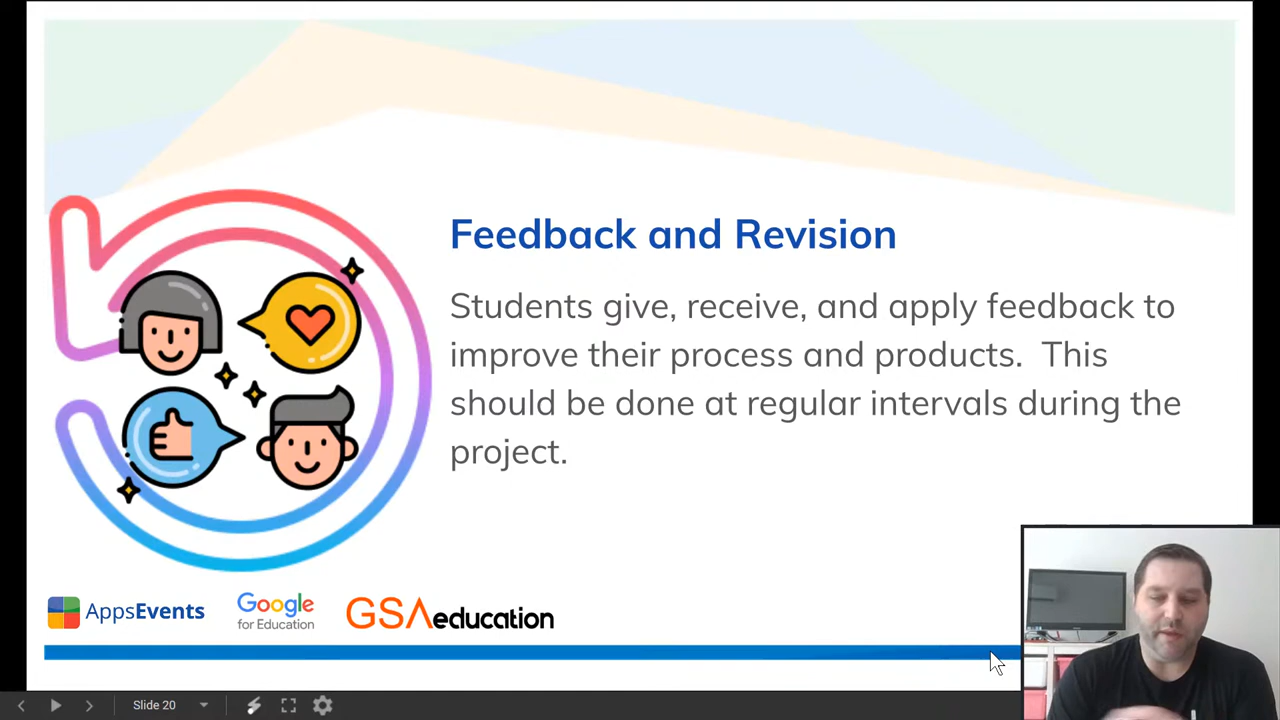 Feedback and Revision
Students give, receive, and apply feedback to
improve their process and products.  This
should be done at regular intervals during the
project.
AppsEvents
Google
for Education
GSAeducation
Slide 20